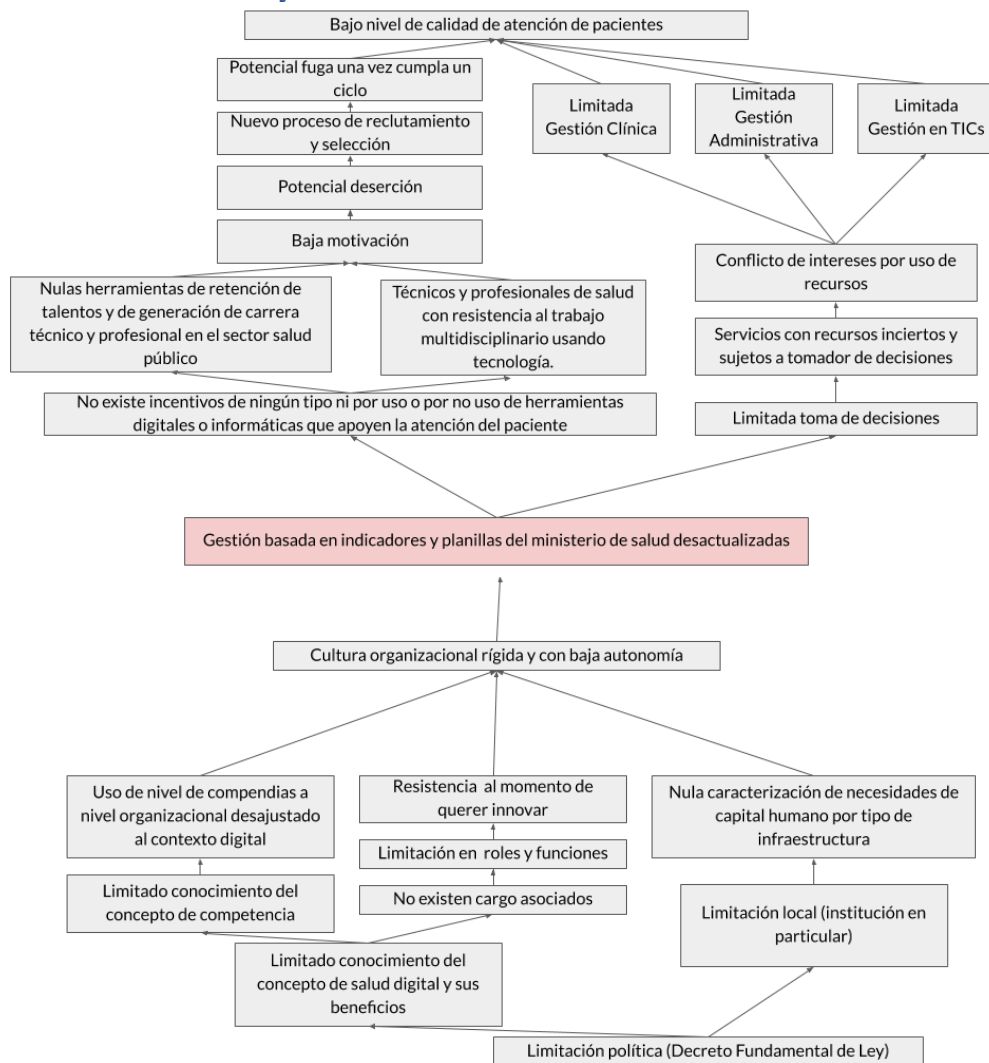 Bajo nivel de calidad de atención de pacientes
Potencial fuga una vez cumpla un
ciclo
Nuevo proceso de reclutamiento
y selección
Potencial deserción
Baja motivación
Limitada
Gestión Clínica
Limitada
Gestión
Administrativa
Limitada
Gestión en TICs
Nulas herramientas de retención de
talentos y de generación de carrera
técnico y profesional en el sector salud
público
Técnicos y profesionales de salud
con resistencia al trabajo
multidisciplinario usando
tecnología.
Conflicto de intereses por uso de
recursos
Servicios con recursos inciertos y
sujetos a tomador de decisiones
No existe incentivos de ningún tipo ni por uso o por no uso de herramientas
digitales o informáticas que apoyen la atención del paciente
Limitada toma de decisiones
Gestión basada en indicadores y planillas del ministerio de salud desactualizadas
Cultura organizacional rígida y con baja autonomía
Uso de nivel de compendias a
nivel organizacional desajustado
al contexto digital
Limitado conocimiento del
concepto de competencia
Resistencia al momento de
querer innovar
Limitación en roles y funciones
No existen cargo asociados
Nula caracterización de necesidades de
capital humano por tipo de
infraestructura
Limitación local (institución en
particular)
Limitado conocimiento del
concepto de salud digital y sus
beneficios
Limitación política (Decreto Fundamental de Ley)